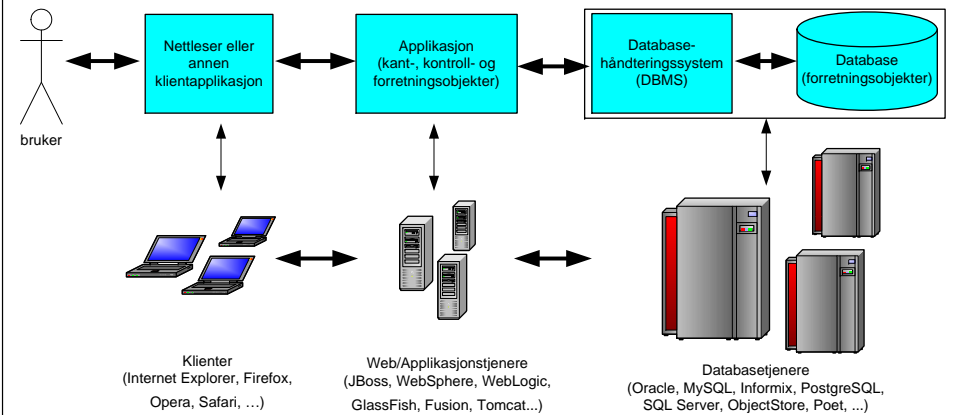 bruker
Nettleser eller
annen
klientapplikasjon
Applikasjon
(kant-, kontroll- og
forretningsobjekter)
Database-
håndteringssystem
(DBMS)
Database
(forretningsobjekter)
Klienter
(Internet Explorer, Firefox,
Opera, Safari, …)
Web/Applikasjonstjenere
(JBoss, WebSphere, WebLogic,
GlassFish, Fusion, Tomcat...)
Databasetjenere
(Oracle, MySQL, Informix, PostgreSQL,
SQL Server, ObjectStore, Poet, ...)